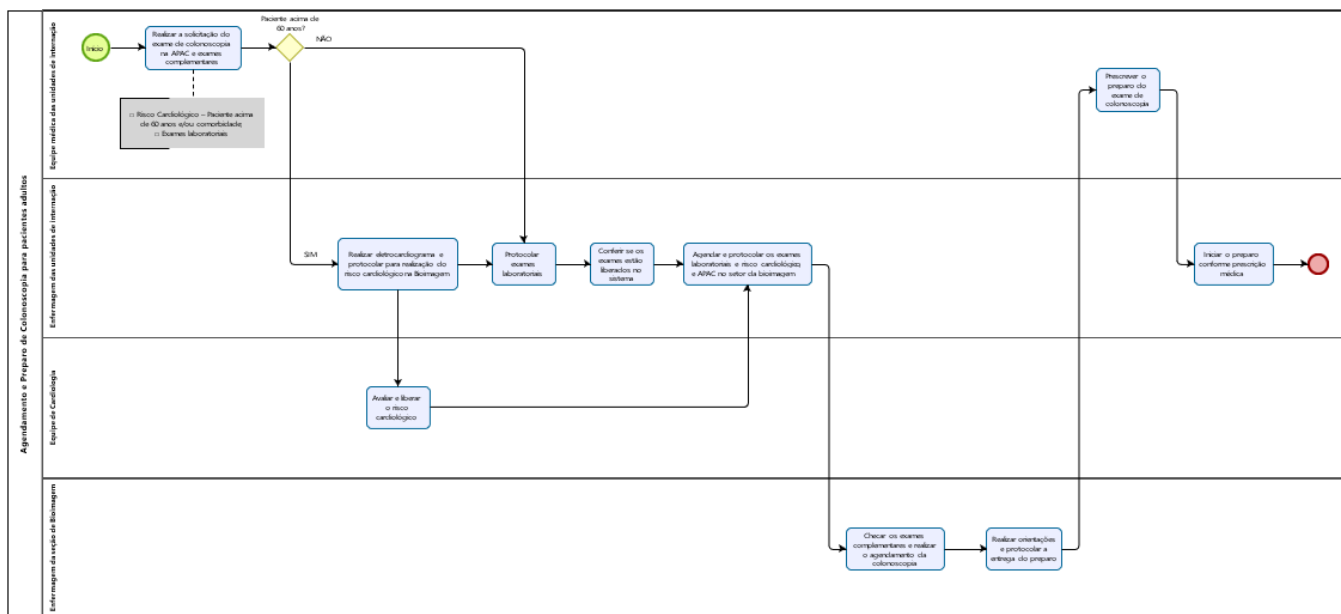 Agendamento e Preparo de Colonoscopia para pacientes adultos
Equipe médica das unidades de internação
Início
Realizar a solicitação do
exame de colonoscopia
na APAC e exames
complementares
Paciente acima de
60 anos?
NÃO
Risco Cardiológico – Paciente acima
de 60 anos e/ou comorbidade;
Exames laboratoriais
Prescrever o
preparo do
exame de
colonoscopia
Enfermagem das unidades de internação
SIM
Realizar eletrocardiograma e
protocolar para realização do
risco cardiológico na Bioimagem
Protocolar
exames
laboratoriais
Conferir se os
exames estão
liberados no
sistema
Agendar e protocolar os exames
laboratoriais e risco cardiológico,
e APAC no setor da bioimagem
Iniciar o preparo
conforme prescrição
médica
Equipe de Cardiologia
Avaliar e liberar
o risco
cardiológico
Enfermagem da seção de Bioimagem
Checar os exames
complementares e realizar
o agendamento da
colonoscopia
Realizar orientações
e protocolar a
entrega do preparo